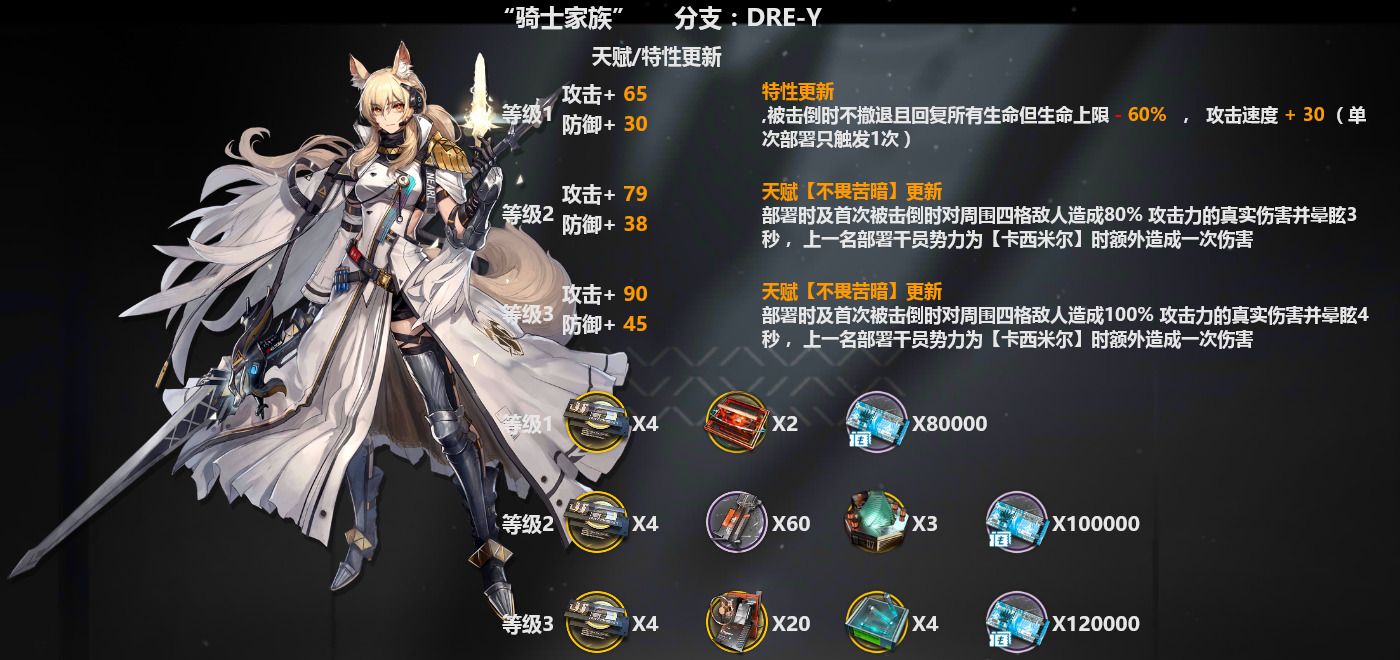 “骑士家族” 分支：DRE-Y
天赋/特性更新
等级1
攻击+ 65
防御+ 30
特性更新
,被击倒时不撤退且回复所有生命但生命上限 - 60% ， 攻击速度 + 30（单
次部署只触发1次）
等级2
攻击+ 79
防御+ 38
天赋【不畏苦暗】更新
部署时及首次被击倒时对周围四格敌人造成80% 攻击力的真实伤害并晕眩3
秒，上一名部署干员势力为【卡西米尔】时额外造成一次伤害
等级3
攻击+ 90
防御+ 45
天赋【不畏苦暗】更新
部署时及首次被击倒时对周围四格敌人造成100% 攻击力的真实伤害并晕眩4
秒，上一名部署干员势力为【卡西米尔】时额外造成一次伤害
NEARL
等级1 X4 X2 X80000
等级2 X4 X60 X3 X100000
等级3 X4 X20 X4 X120000